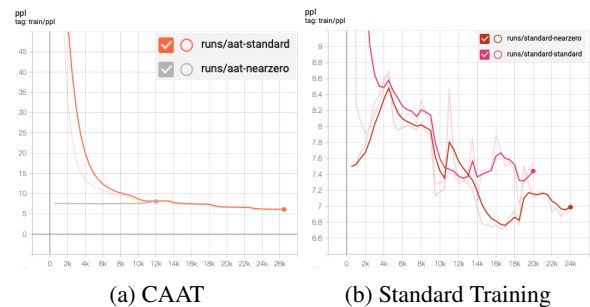 ppl
tag: train/ppl
runs/aat-standard
runs/aat-nearzero
45
40
35
30
25
20
15
10
5
0
0 2k 4k 6k 8k 10k 12k 14k 16k 18k 20k 22k 24k 26k
(a) CAAT
ppl
tag: train/ppl
runs/standard-nearzero
runs/standard-standard
9
8.8
8.6
8.4
8.2
8
7.8
7.6
7.4
7.2
7
6.8
6.6
0 2k 4k 6k 8k 10k 12k 14k 16k 18k 20k 22k 24k 26k
(b) Standard Training